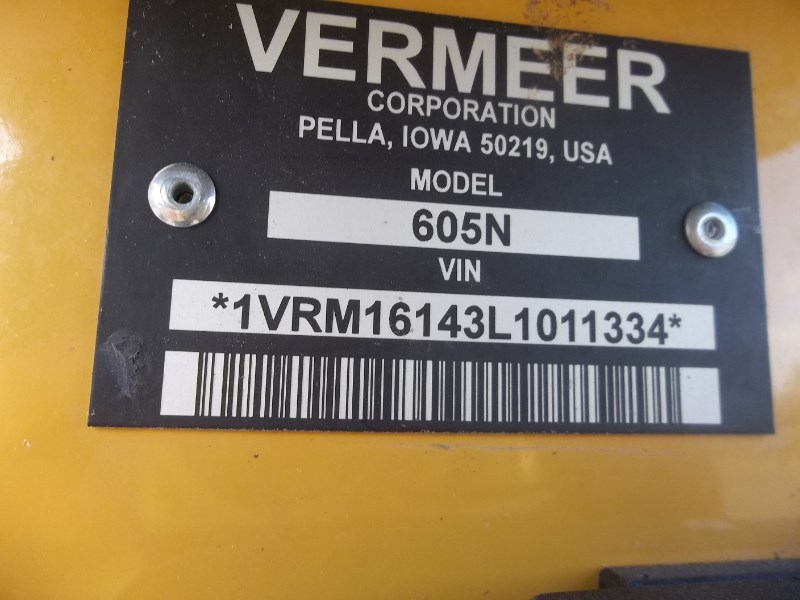 VERMEER
CORPORATION
PELLA, IOWA 50219, USA
MODEL
605N
VIN
*1VRM16143L1011334*